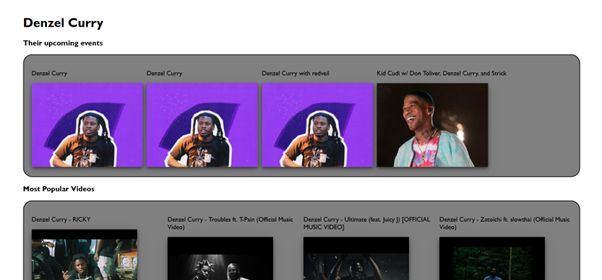 Denzel Curry
Their upcoming events
Denzel Curry
Denzel Curry
Denzel Curry with redveil
Kid Cudi w/ Don Toliver, Denzel Curry, and Strick
Most Popular Videos
Denzel Curry - RICKY
Denzel Curry - Troubles ft. T-Pain (Official Music
Video)
Denzel Curry - Ultimate (feat. Juicy J) [OFFICIAL
MUSIC VIDEO]
Denzel Curry - Zatoichi ft. slowthai (Official Music
Video)